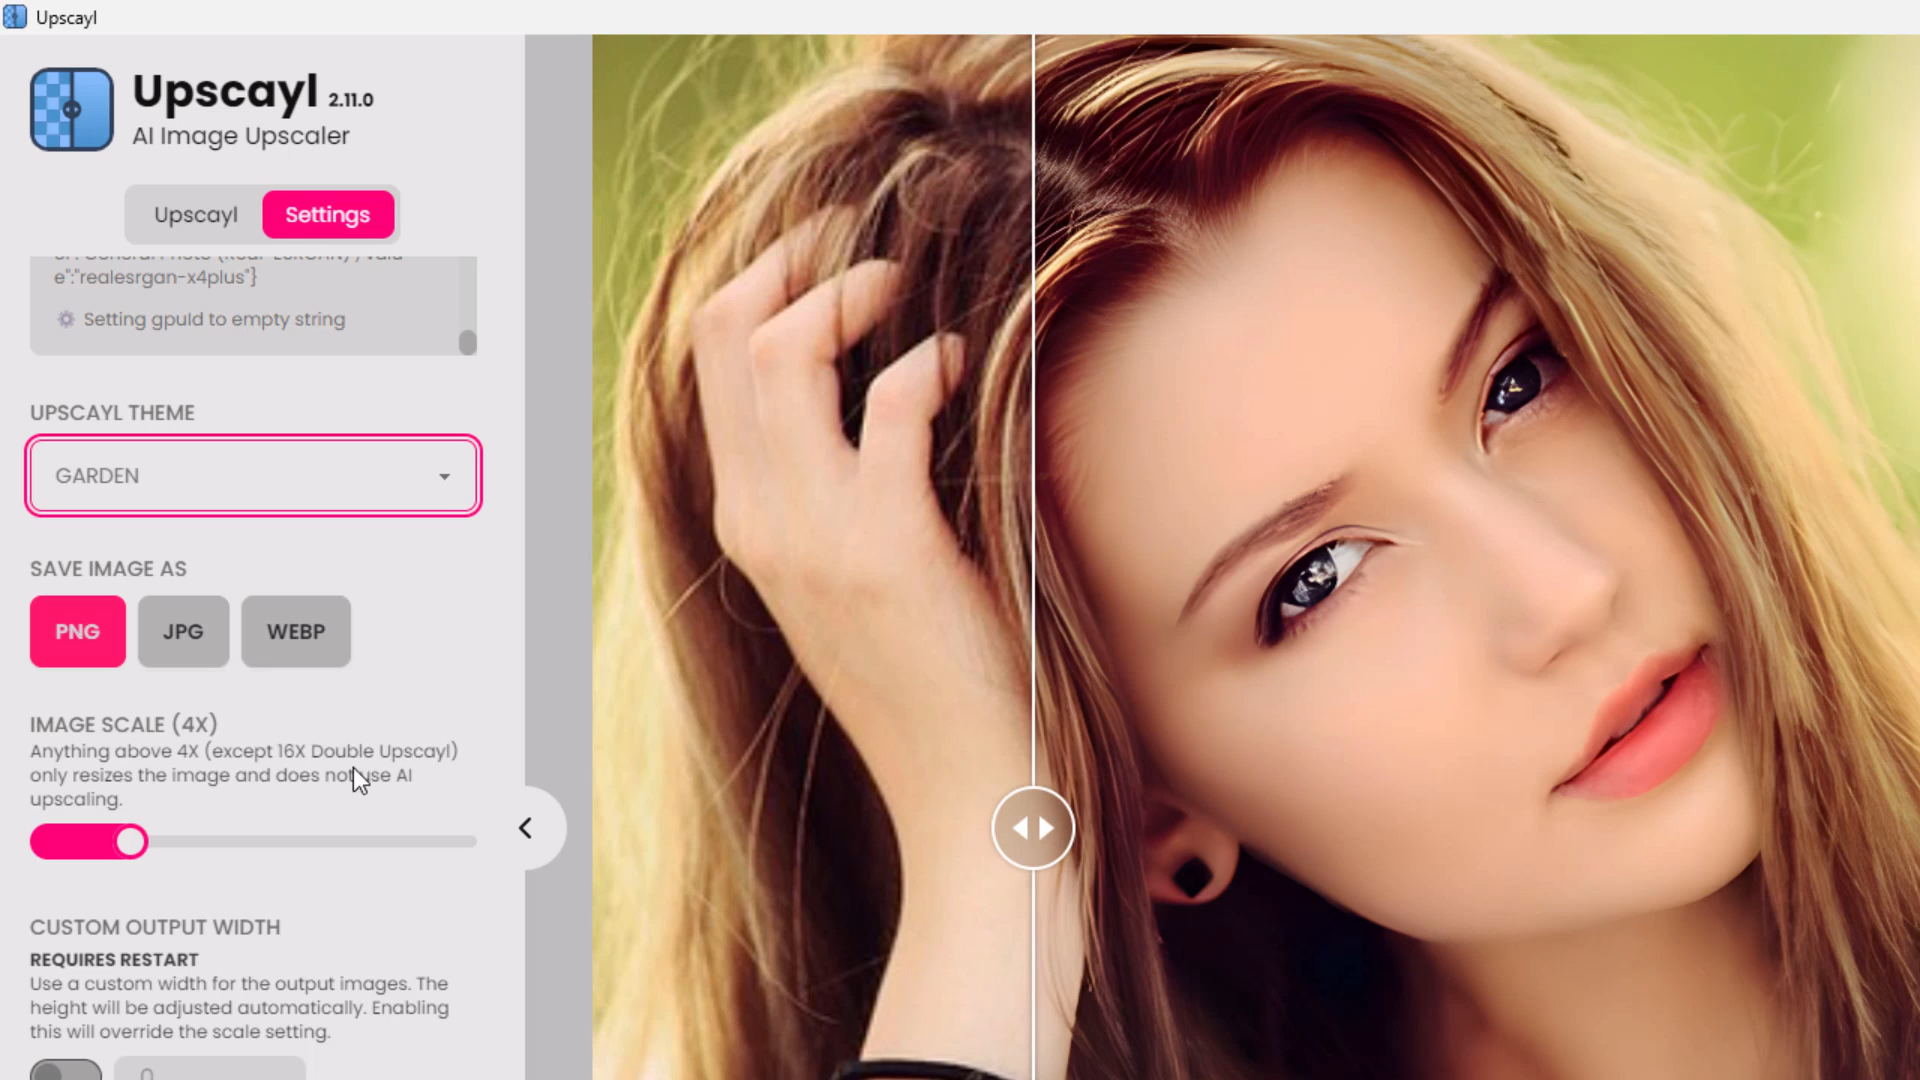 Upscayl
Upscayl 2.11.0
AI Image Upscaler
Upscayl Settings
e":"realesrgan-x4plus"}
Setting gpuId to empty string
UPSCAYL THEME
GARDEN
SAVE IMAGE AS
PNG JPG WEBP
IMAGE SCALE (4X)
Anything above 4X (except 16X Double Upscayl)
only resizes the image and does not use AI
upscaling.
CUSTOM OUTPUT WIDTH
REQUIRES RESTART
Use a custom width for the output images. The
height will be adjusted automatically. Enabling
this will override the scale setting.